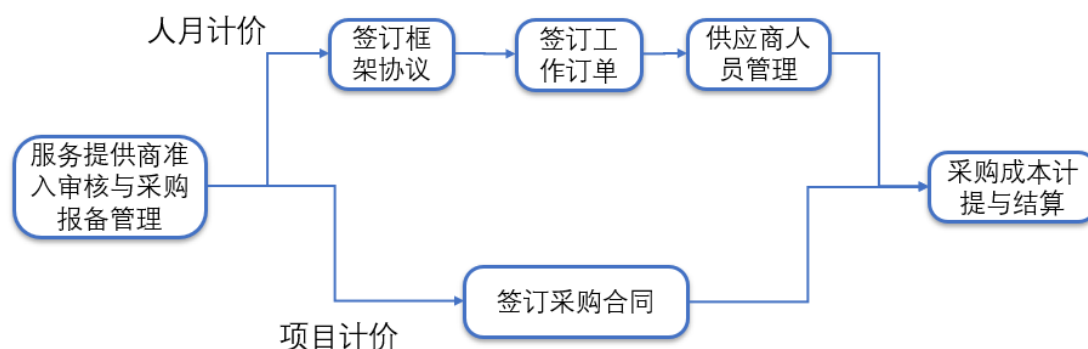 人月计价
签订框
架协议
签订工
作订单
供应商人
员管理
服务提供商准
入审核与采购
报备管理
采购成本计
提与结算
签订采购合同
项目计价